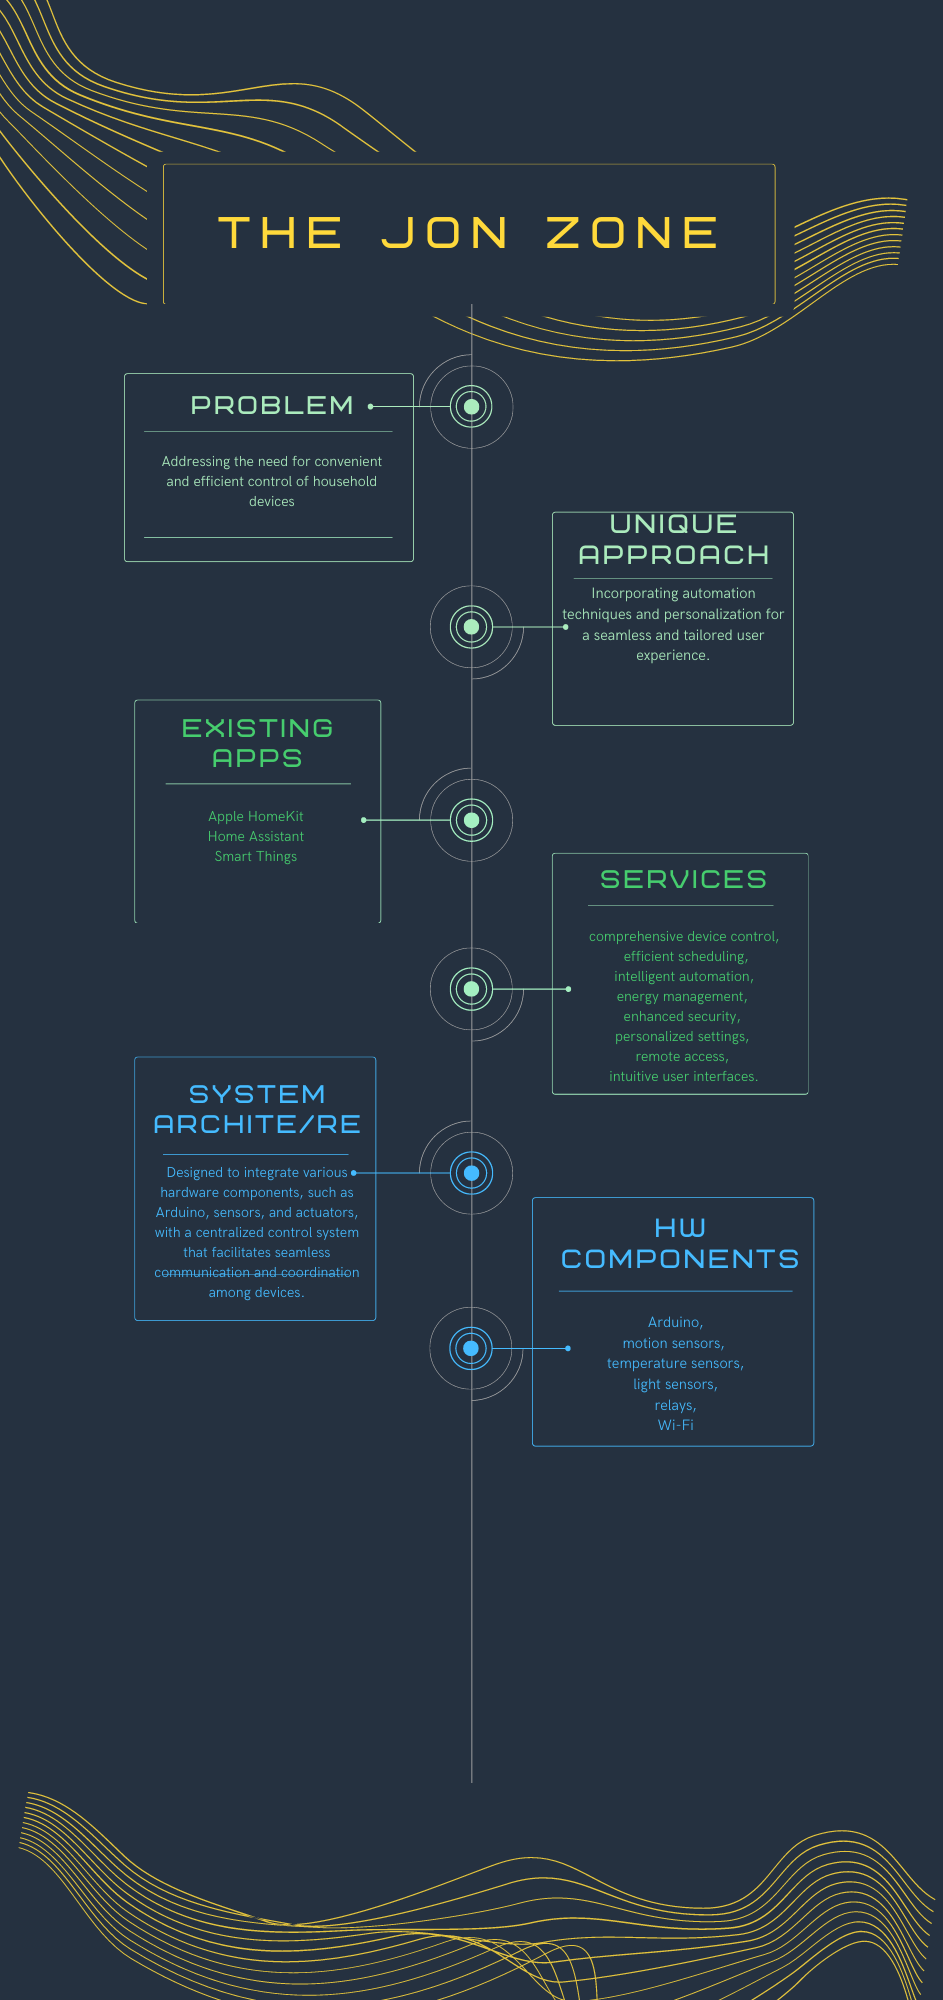 THE JON ZONE
PROBLEM
Addressing the need for convenient
and efficient control of household
devices
UNIQUE
APPROACH
Incorporating automation
techniques and personalization for
a seamless and tailored user
experience.
EXISTING
APPS
Apple HomeKit
Home Assistant
Smart Things
SERVICES
comprehensive device control,
efficient scheduling,
intelligent automation,
energy management,
enhanced security,
personalized settings,
remote access,
intuitive user interfaces.
SYSTEM
ARCHITE/RE
Designed to integrate various
hardware components, such as
Arduino, sensors, and actuators,
with a centralized control system
that facilitates seamless
communication and coordination
among devices.
HW
COMPONENTS
Arduino,
motion sensors,
temperature sensors,
light sensors,
relays,
Wi-Fi